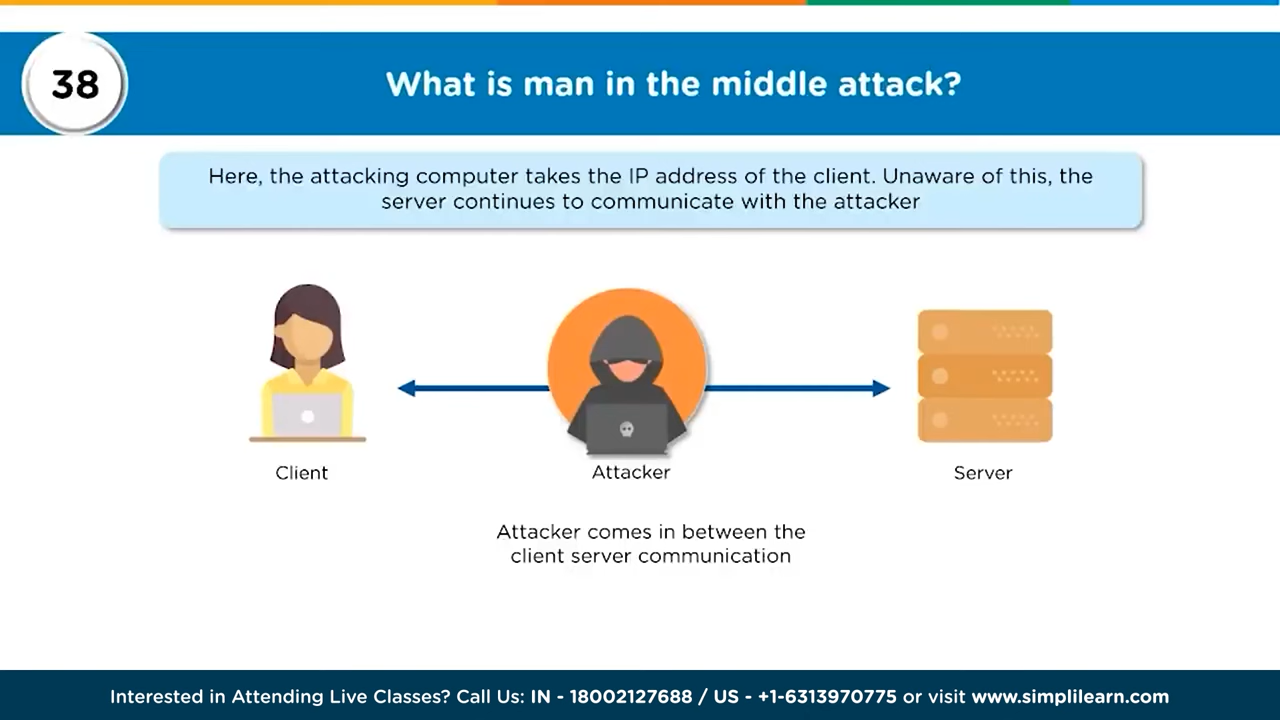 38
What is man in the middle attack?
Here, the attacking computer takes the IP address of the client. Unaware of this, the
server continues to communicate with the attacker
Client
Attacker
Server
Attacker comes in between the
client server communication
Interested in Attending Live Classes? Call Us: IN - 18002127688 / US - +1-6313970775 or visit www.simplilearn.com